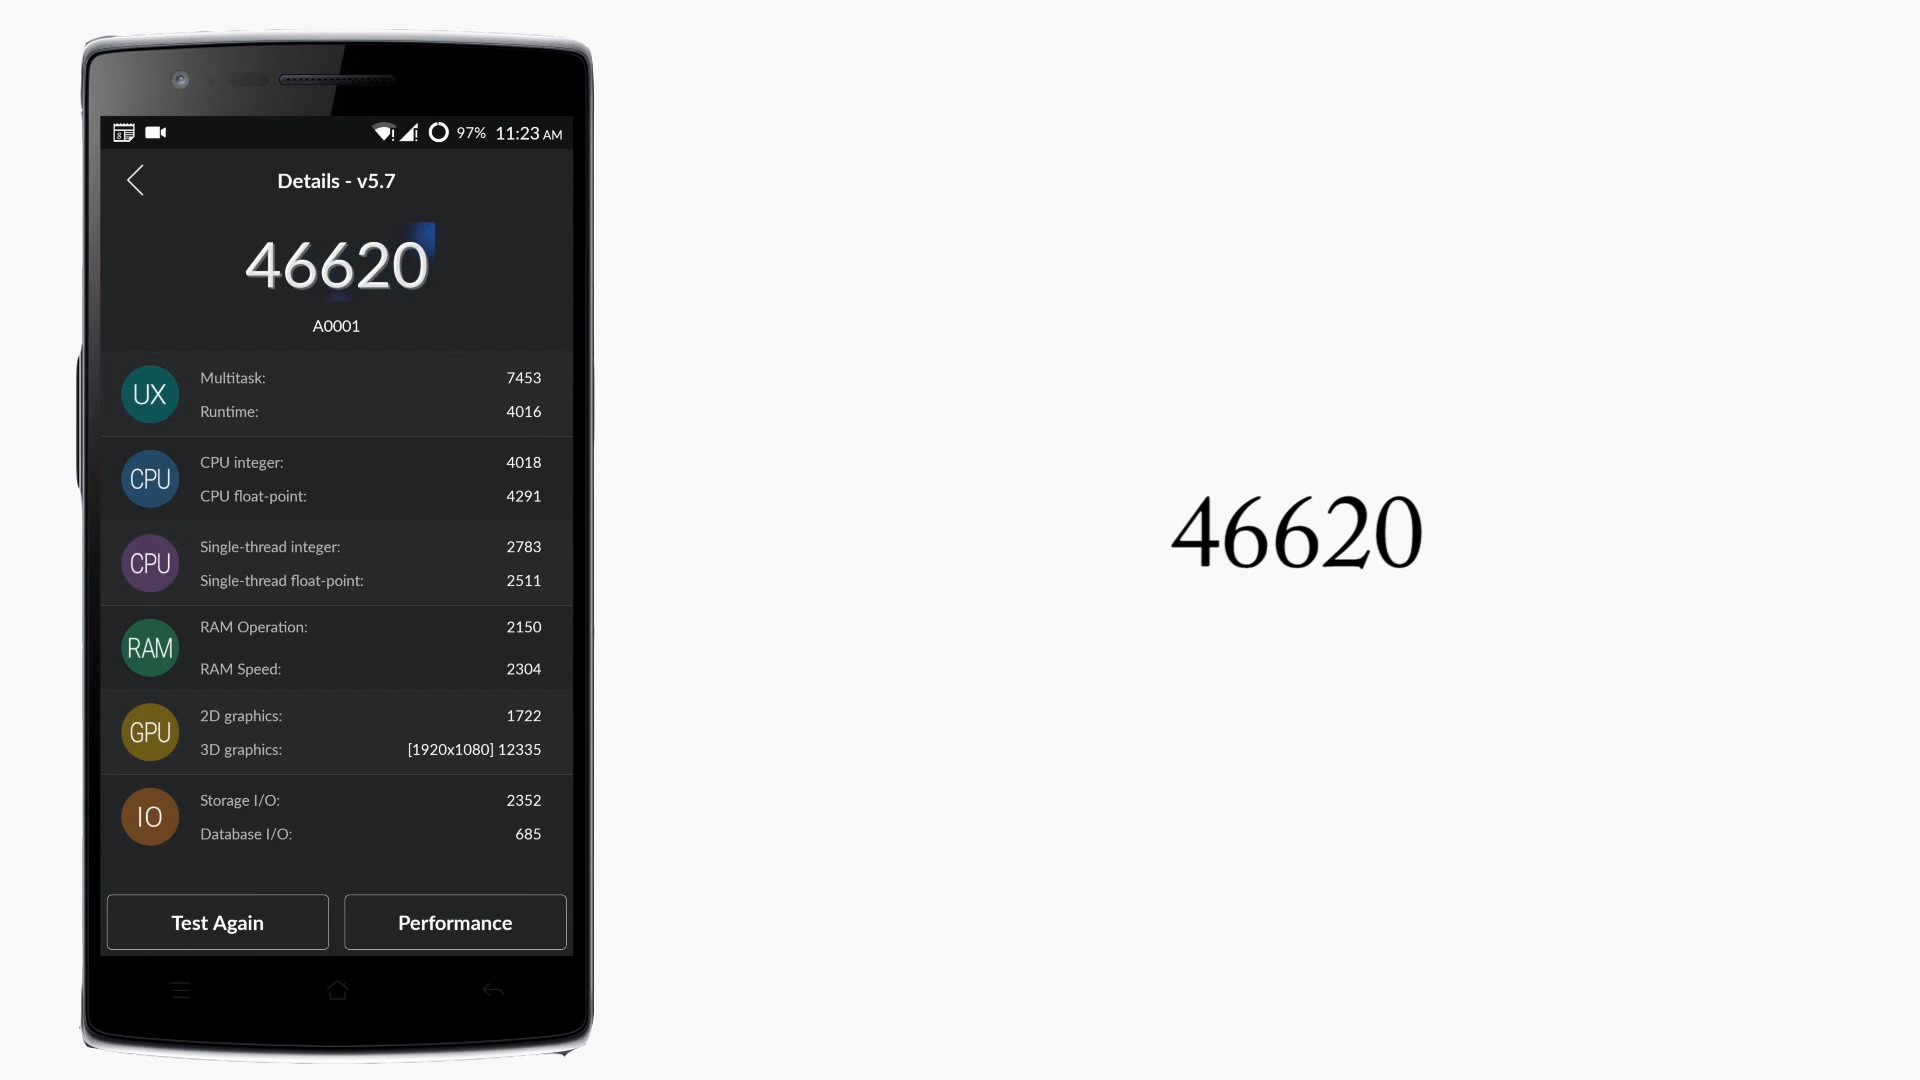 97% 11:23 AM
Details - v5.7
46620
A0001
UX
Multitask: 7453
Runtime: 4016
CPU
CPU integer: 4018
CPU float-point: 4291
CPU
Single-thread integer: 2783
Single-thread float-point: 2511
RAM
RAM Operation: 2150
RAM Speed: 2304
GPU
2D graphics: 1722
3D graphics: [1920x1080] 12335
IO
Storage I/O: 2352
Database I/O: 685
Test Again Performance
46620